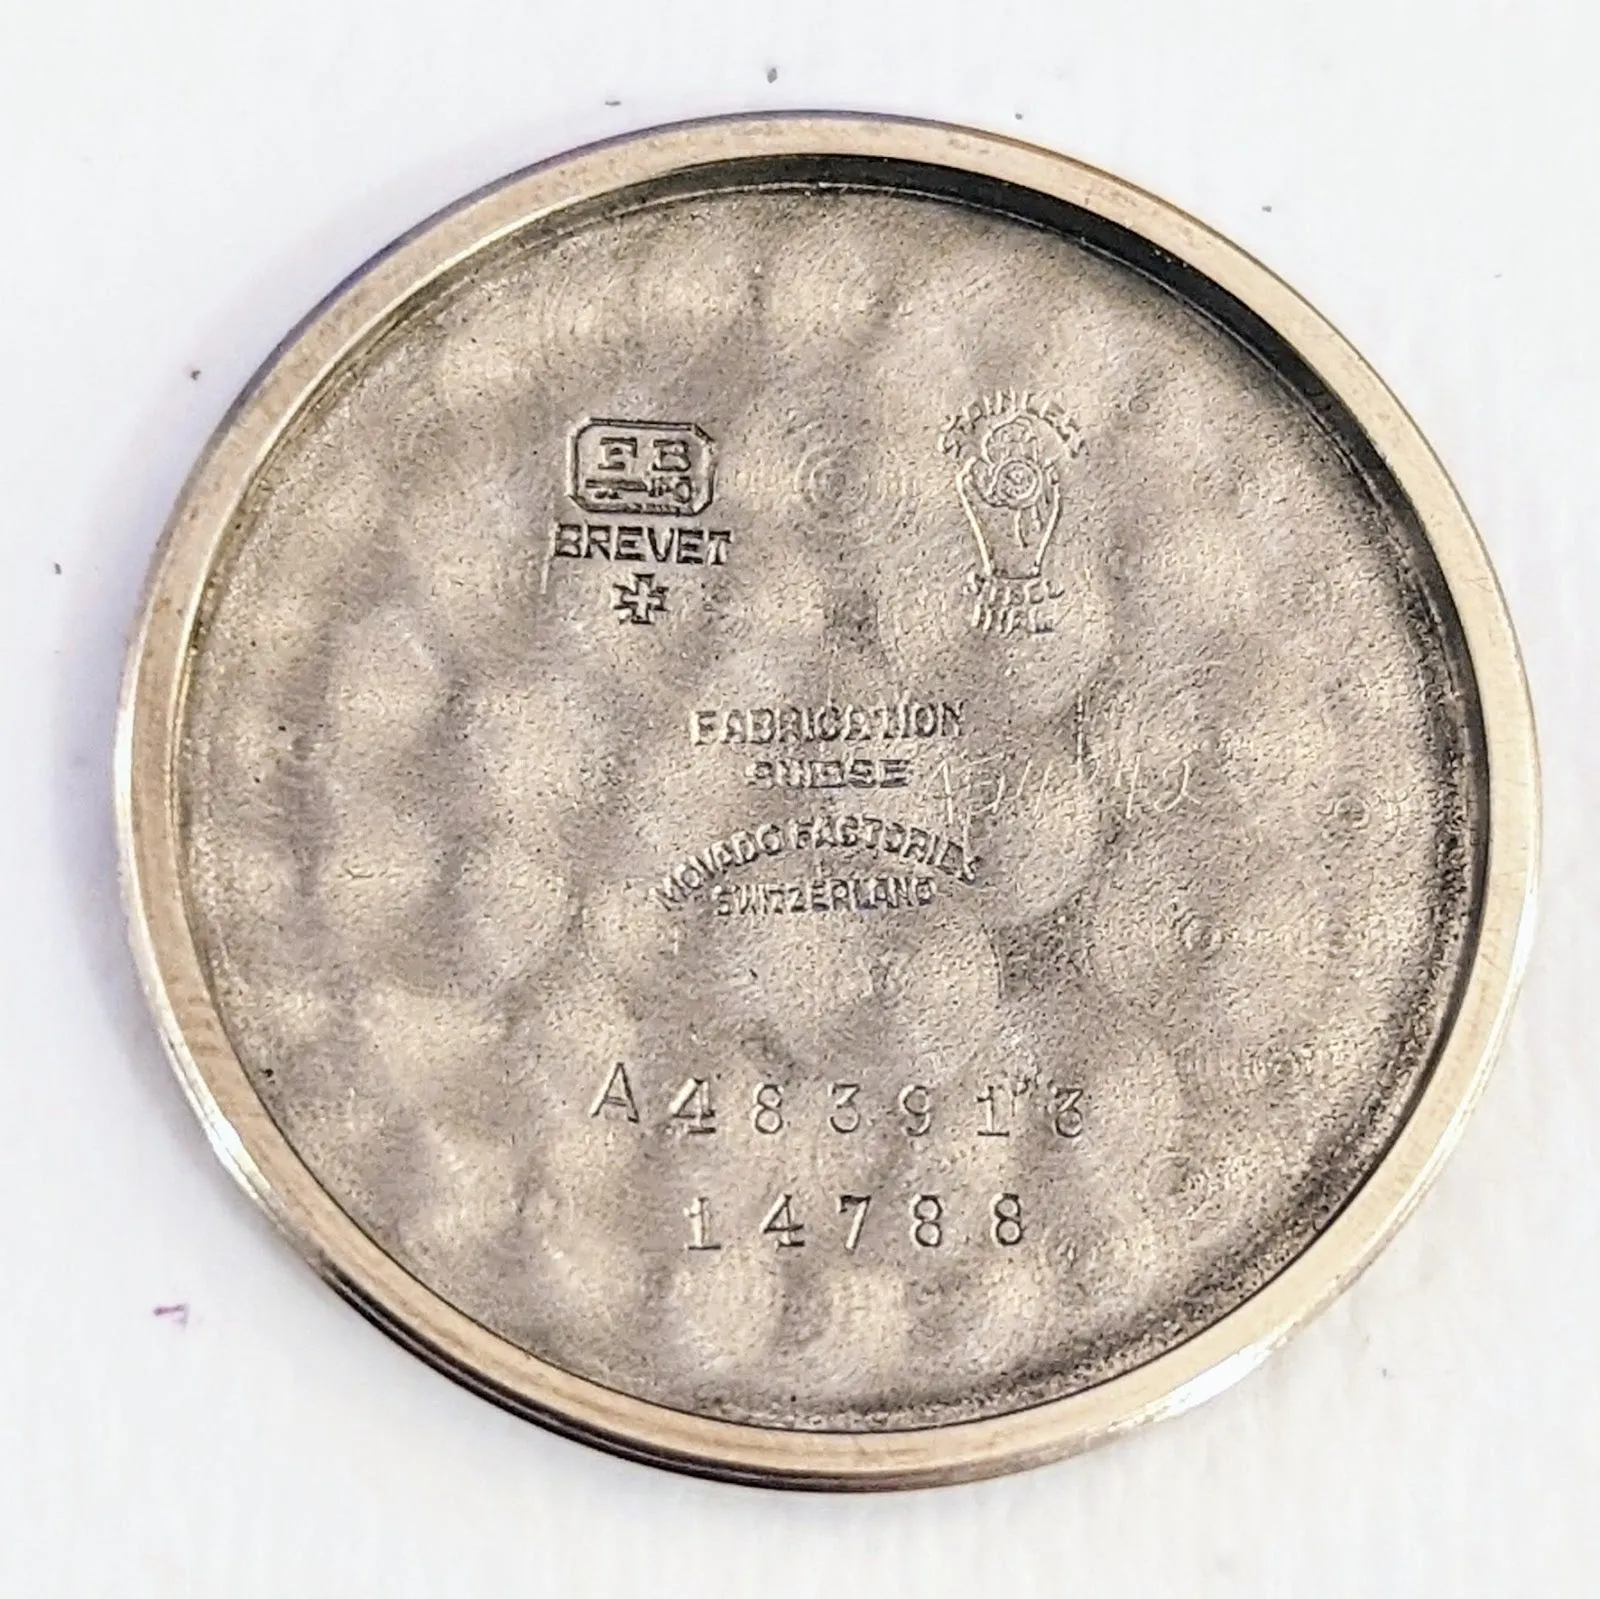 FB
BREVET
STAINLESS
STEEL
FABRICATION
SUISSE
MOVADO FACTORIES
SWITZERLAND
A483913
14788